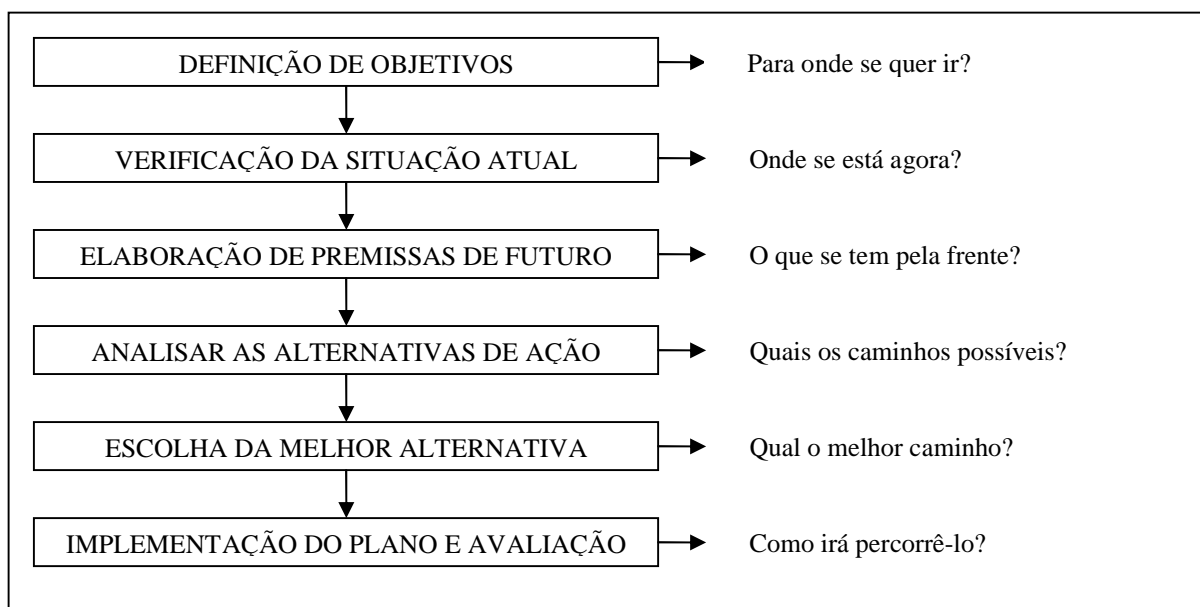 DEFINIÇÃO DE OBJETIVOS
Para onde se quer ir?
VERIFICAÇÃO DA SITUAÇÃO ATUAL
Onde se está agora?
ELABORAÇÃO DE PREMISSAS DE FUTURO
O que se tem pela frente?
ANALISAR AS ALTERNATIVAS DE AÇÃO
Quais os caminhos possíveis?
ESCOLHA DA MELHOR ALTERNATIVA
Qual o melhor caminho?
IMPLEMENTAÇÃO DO PLANO E AVALIAÇÃO
Como irá percorrê-lo?